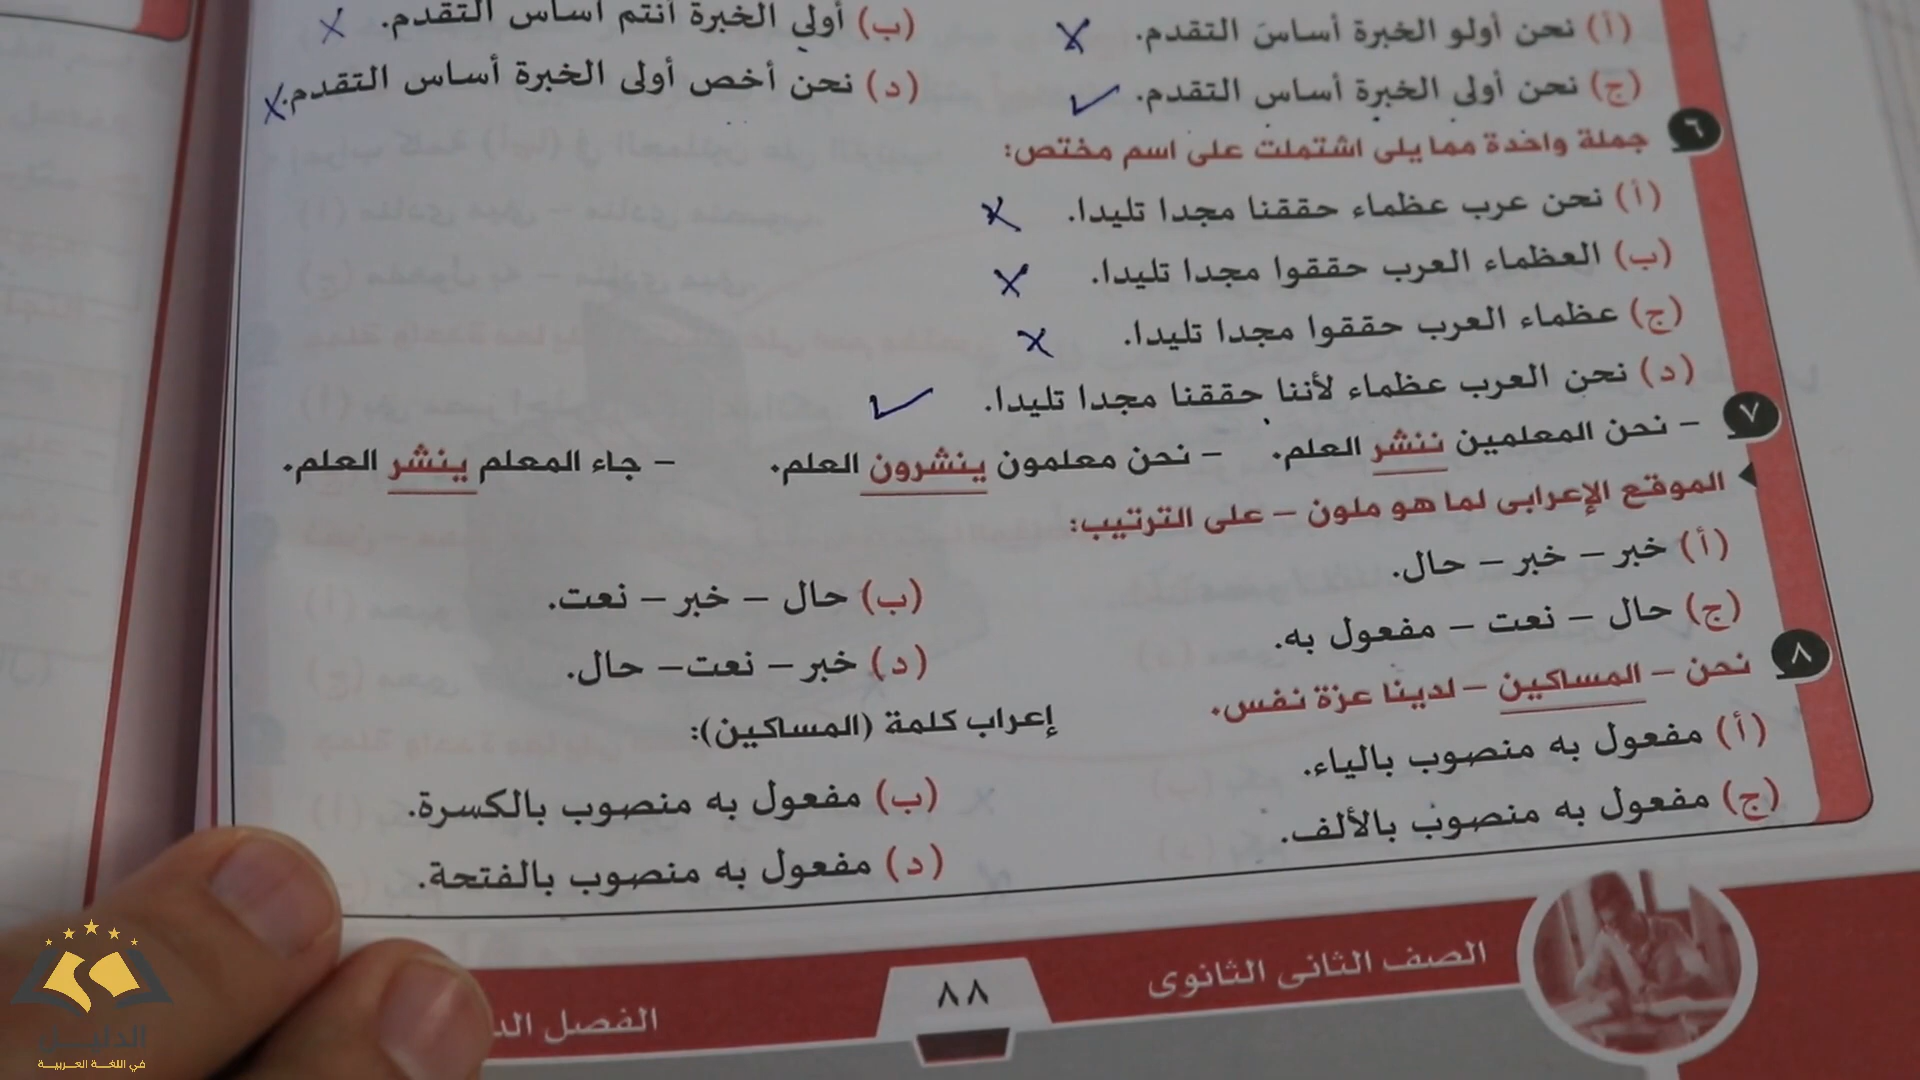 (أ) نحن أولو الخبرة أساسَ التقدم. (ب) أولي الخبرة أنتم أساس التقدم.
(ج) نحن أولى الخبرة أساس التقدم. (د) نحن أخص أولى الخبرة أساس التقدم.
٦ جملة واحدة مما يلى اشتملت على اسم مختص:
(أ) نحن عرب عظماء حققنا مجدا تليدا.
(ب) العظماء العرب حققوا مجدا تليدا.
(ج) عظماء العرب حققوا مجدا تليدا.
(د) نحن العرب عظماء لأننا حققنا مجدا تليدا.
٧ – نحن المعلمين ننشر العلم. – نحن معلمون ينشرون العلم. – جاء المعلم ينشر العلم.
الموقع الإعرابى لما هو ملون – على الترتيب:
(أ) خبر – خبر – حال. (ب) حال – خبر – نعت.
(ج) حال – نعت – مفعول به. (د) خبر – نعت– حال.
٨ نحن – المساكين – لدينا عزة نفس. إعراب كلمة (المساكين):
(أ) مفعول به منصوب بالياء. (ب) مفعول به منصوب بالكسرة.
(ج) مفعول به منصوب بالألف. (د) مفعول به منصوب بالفتحة.
الصف الثانى الثانوى ٨٨ الفصل
الدليل
في اللغة العربية